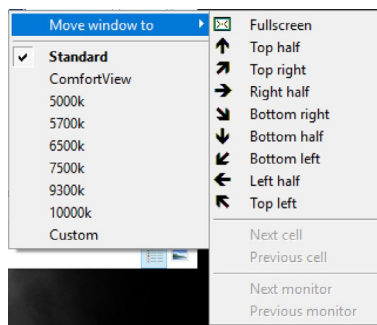 Move window to
Standard
ComfortView
5000k
5700k
6500k
7500k
9300k
10000k
Custom
Fullscreen
Top half
Top right
Right half
Bottom right
Bottom half
Bottom left
Left half
Top left
Next cell
Previous cell
Next monitor
Previous monitor